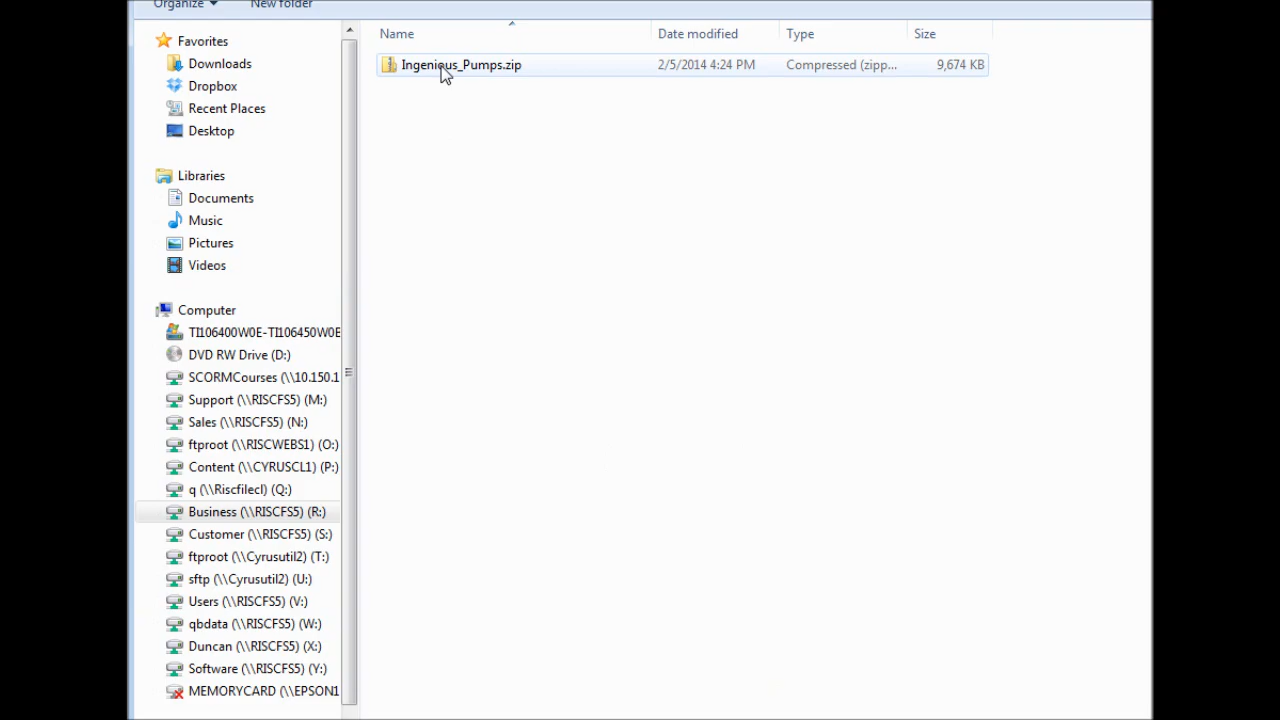 Organize New folder
Name Date modified Type Size
Ingenious_Pumps.zip 2/5/2014 4:24 PM Compressed (zipp... 9,674 KB
Favorites
Downloads
Dropbox
Recent Places
Desktop
Libraries
Documents
Music
Pictures
Videos
Computer
TI106400W0E-TI106450W0E
DVD RW Drive (D:)
SCORMCourses (\\10.150.1
Support (\\RISCFS5) (M:)
Sales (\\RISCFS5) (N:)
ftproot (\\RISCWEBS1) (O:)
Content (\\CYRUSCL1) (P:)
q (\\Riscfilecl) (Q:)
Business (\\RISCFS5) (R:)
Customer (\\RISCFS5) (S:)
ftproot (\\Cyrusutil2) (T:)
sftp (\\Cyrusutil2) (U:)
Users (\\RISCFS5) (V:)
qbdata (\\RISCFS5) (W:)
Duncan (\\RISCFS5) (X:)
Software (\\RISCFS5) (Y:)
MEMORYCARD (\\EPSON1